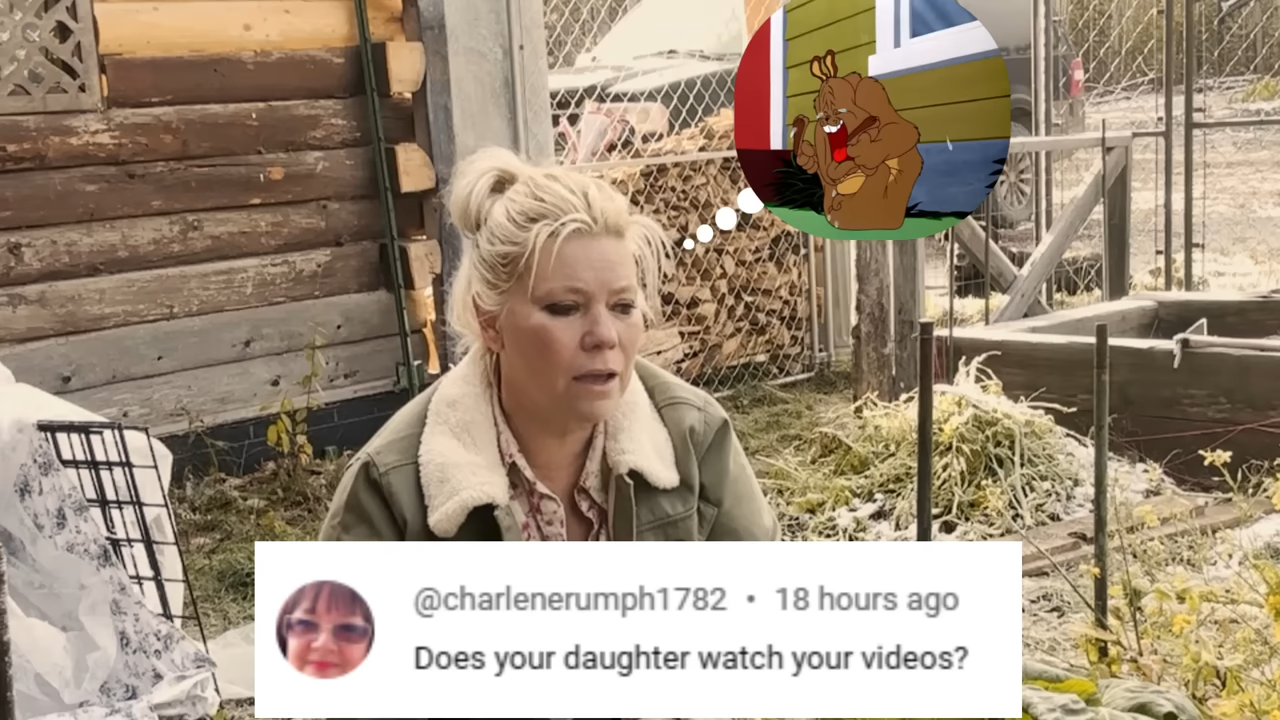 @charlenerumph1782 • 18 hours ago
Does your daughter watch your videos?